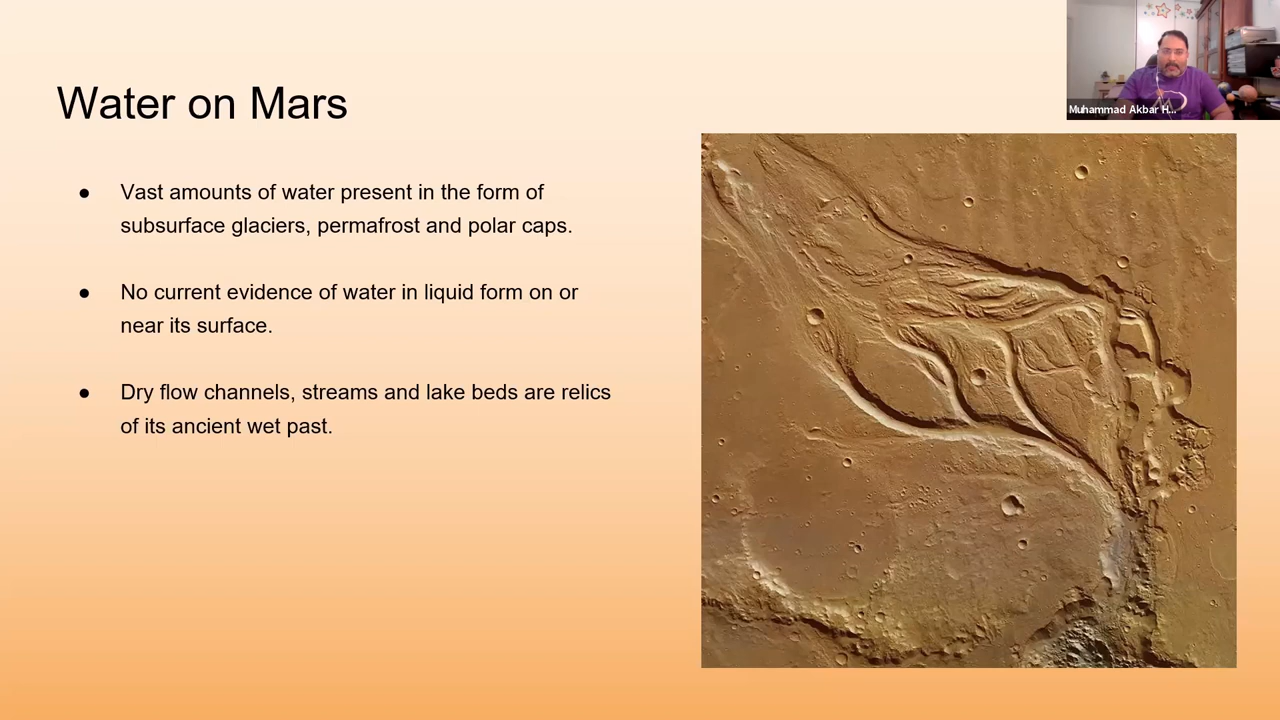 Muhammad Akbar H...
Water on Mars
● Vast amounts of water present in the form of
subsurface glaciers, permafrost and polar caps.
● No current evidence of water in liquid form on or
near its surface.
● Dry flow channels, streams and lake beds are relics
of its ancient wet past.